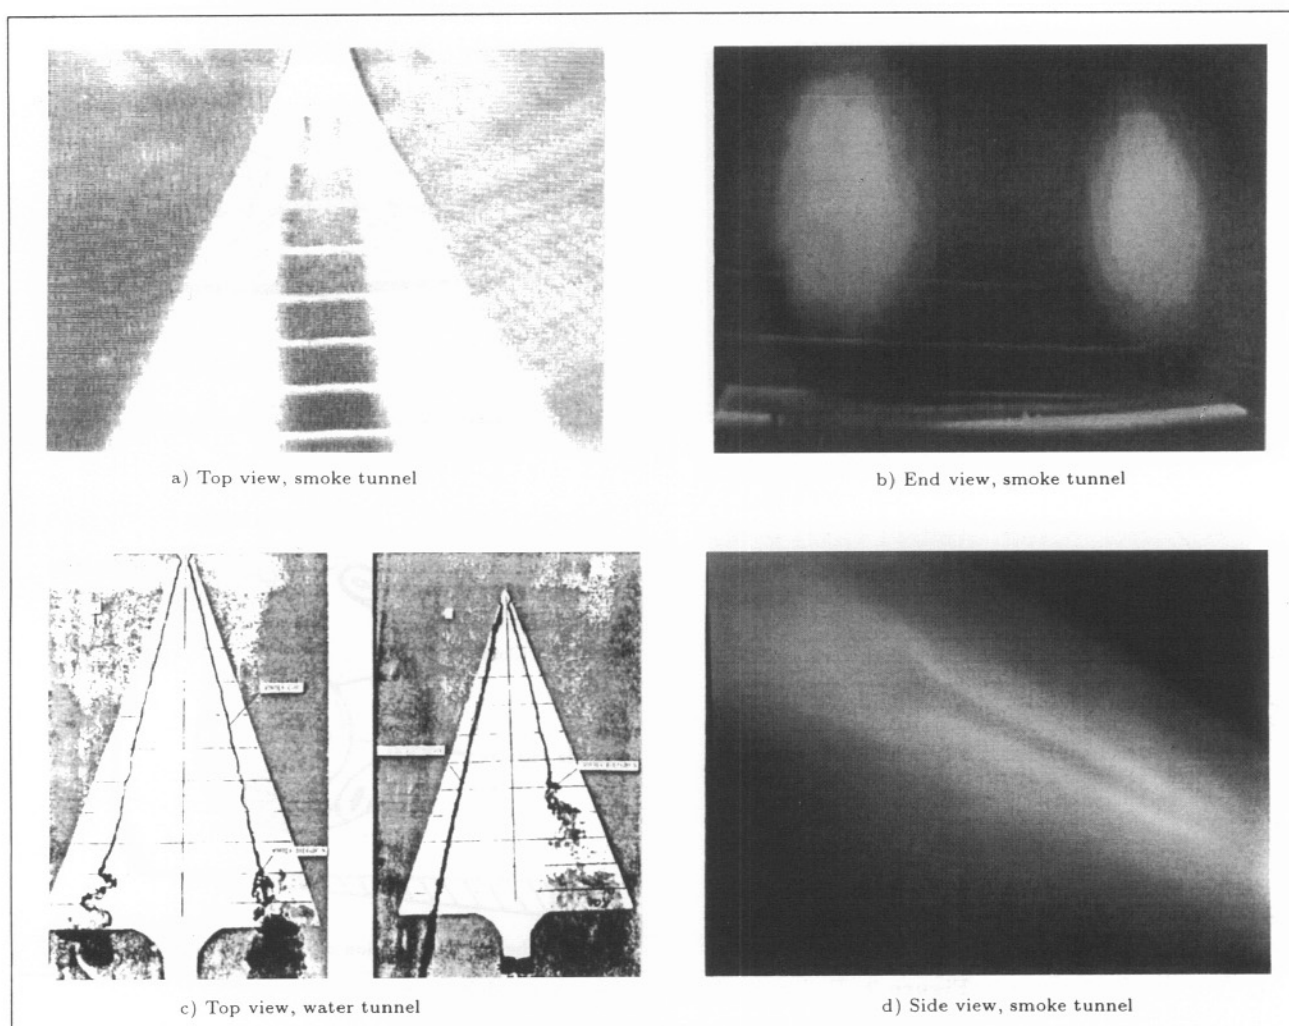 a) Top view, smoke tunnel
b) End view, smoke tunnel
c) Top view, water tunnel
d) Side view, smoke tunnel